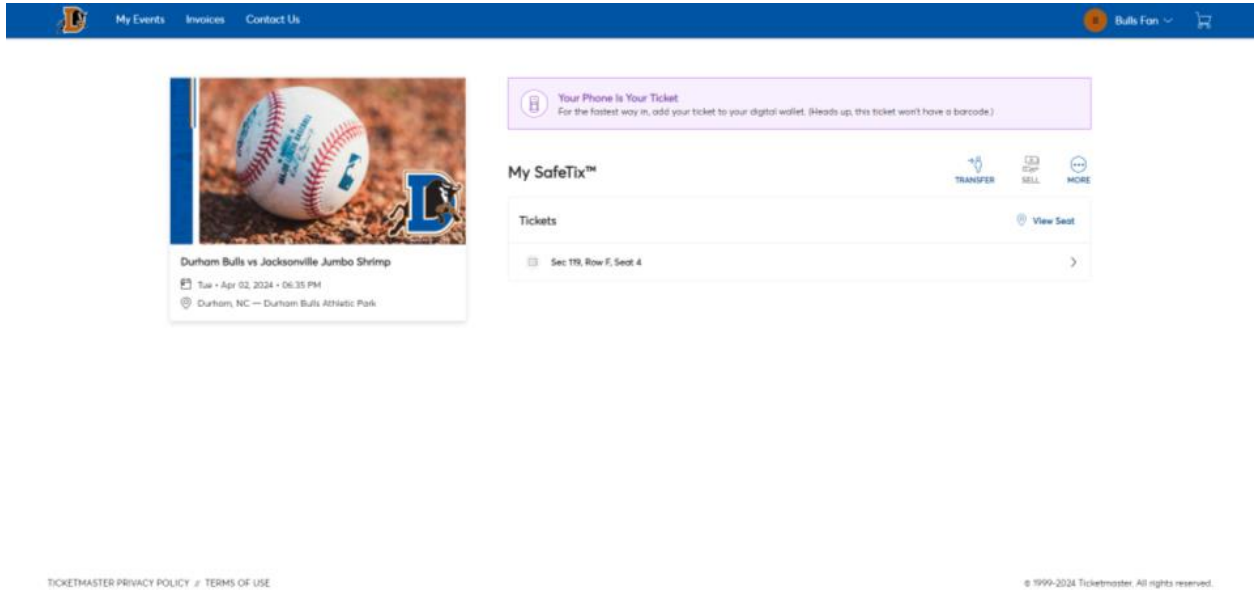 My Events Invoices Contact Us
Bulls Fan
Your Phone Is Your Ticket
For the fastest way in, add your ticket to your digital wallet. (Heads up, this ticket won't have a barcode.)
My SafeTix™
TRANSFER SELL MORE
Tickets View Seat
Sec 119, Row F, Seat 4
Durham Bulls vs Jacksonville Jumbo Shrimp
Tue • Apr 02, 2024 • 06:35 PM
Durham, NC — Durham Bulls Athletic Park
TICKETMASTER PRIVACY POLICY // TERMS OF USE
© 1999-2024 Ticketmaster. All rights reserved.